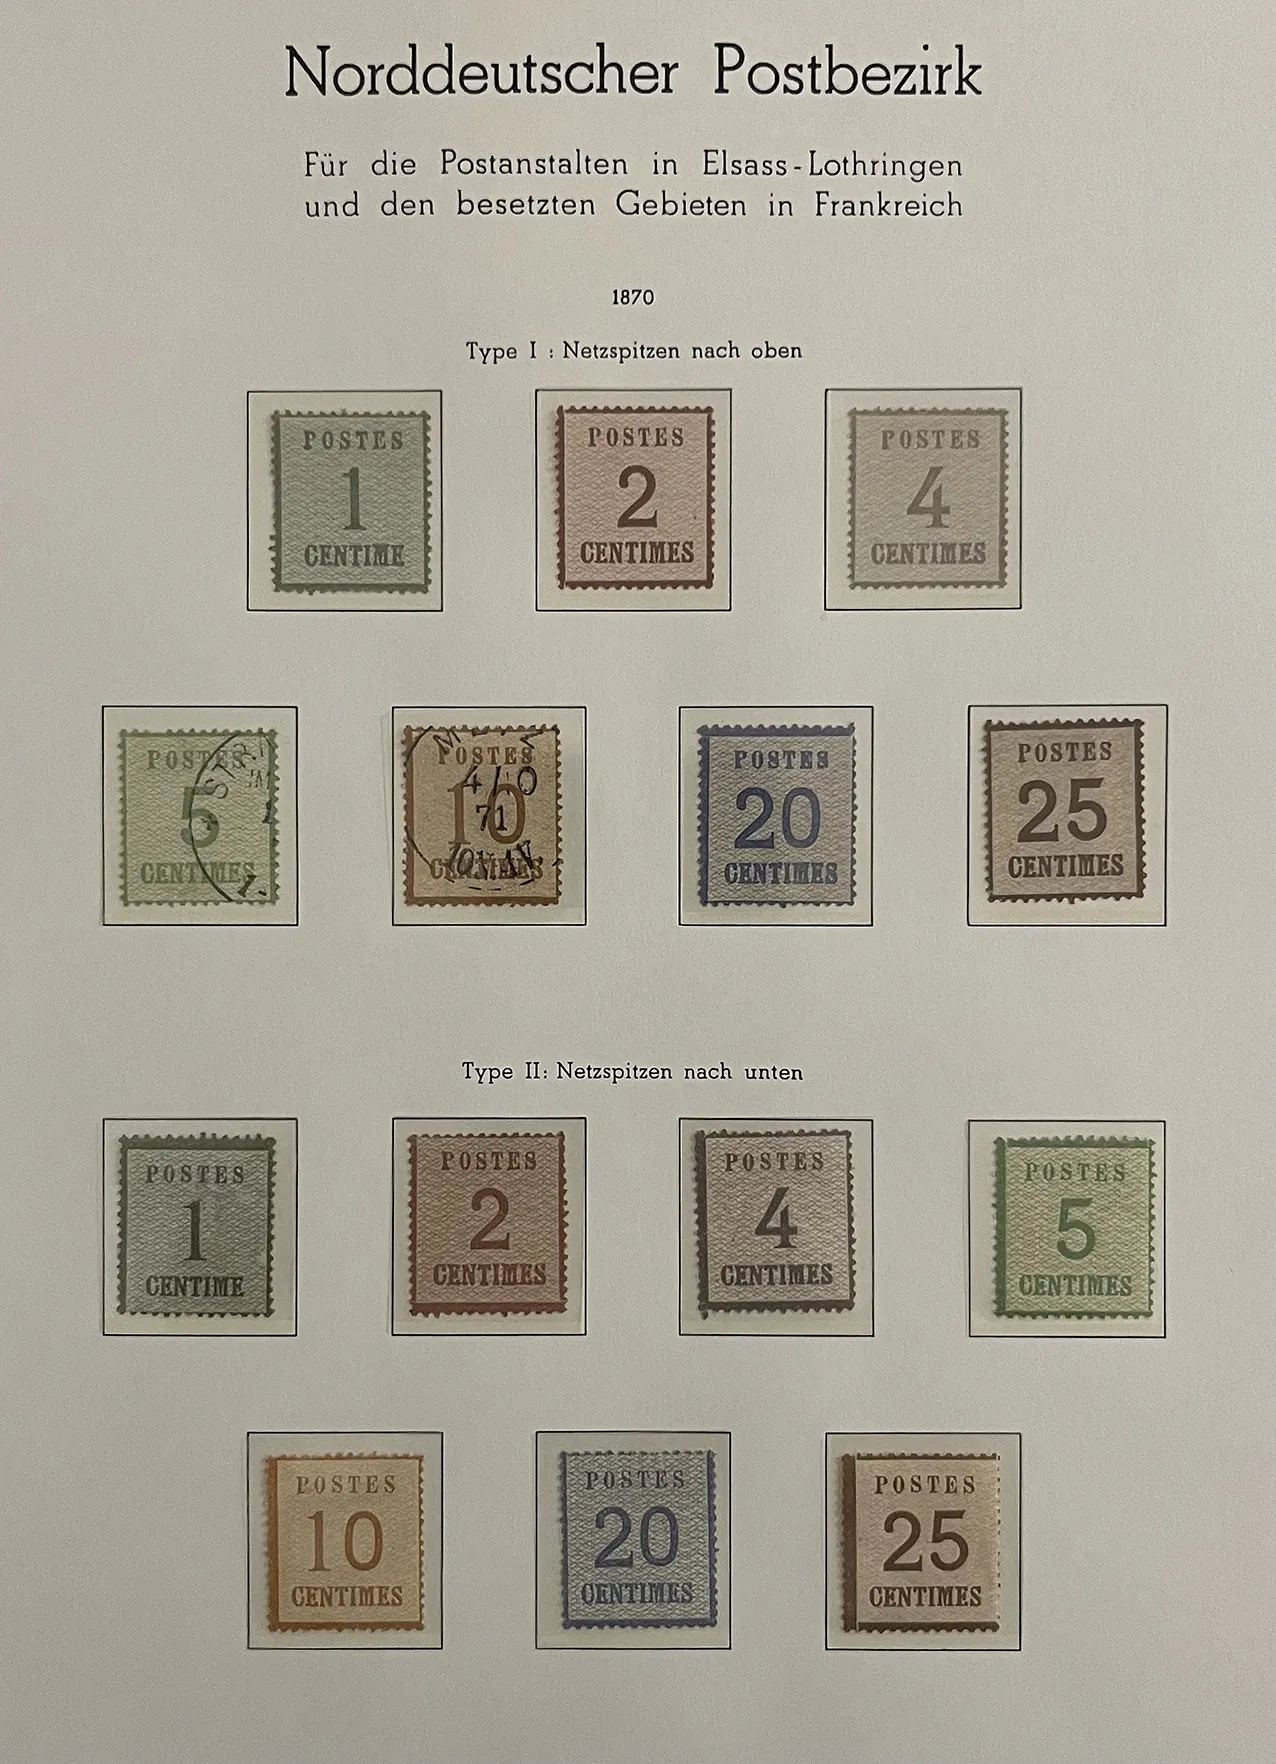 Norddeutscher Postbezirk
Für die Postanstalten in Elsass-Lothringen
und den besetzten Gebieten in Frankreich
1870
Type I : Netzspitzen nach oben
POSTES
1
CENTIME
POSTES
2
CENTIMES
POSTES
4
CENTIMES
POSTES
5
CENTIMES
POSTES
10
CENTIMES
71
POSTES
20
CENTIMES
POSTES
25
CENTIMES
Type II: Netzspitzen nach unten
POSTES
1
CENTIME
POSTES
2
CENTIMES
POSTES
4
CENTIMES
POSTES
5
CENTIMES
POSTES
10
CENTIMES
POSTES
20
CENTIMES
POSTES
25
CENTIMES